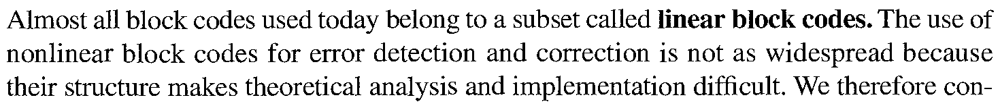 Almost all block codes used today belong to a subset called linear block codes. The use of
nonlinear block codes for error detection and correction is not as widespread because
their structure makes theoretical analysis and implementation difficult. We therefore con-